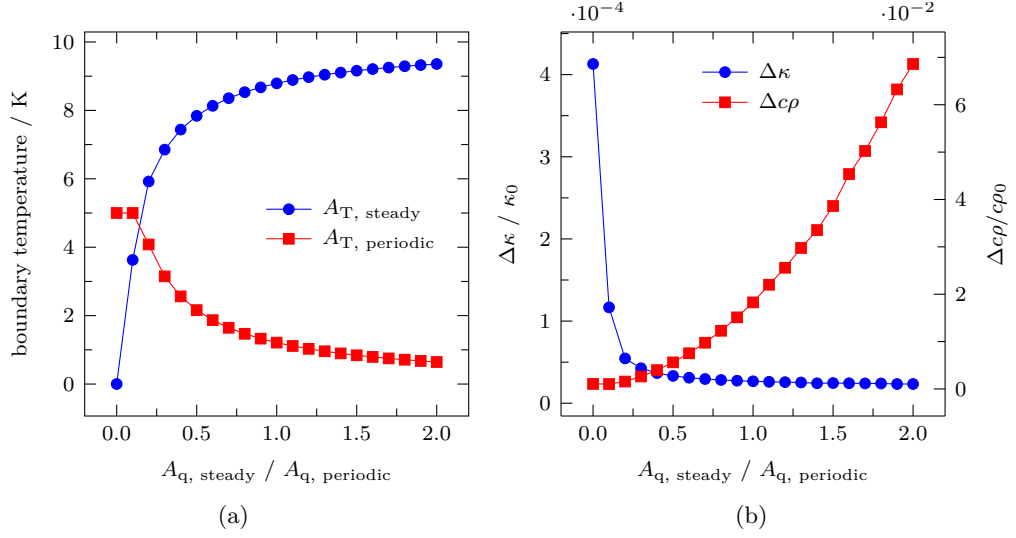 0
2
4
6
8
10
boundary temperature / K
A_T, steady
A_T, periodic
0.0 0.5 1.0 1.5 2.0
A_q, steady / A_q, periodic
(a)
·10⁻⁴
·10⁻²
0
1
2
3
4
Δκ / κ₀
Δκ
Δcρ
0
2
4
6
Δcρ/cρ₀
0.0 0.5 1.0 1.5 2.0
A_q, steady / A_q, periodic
(b)